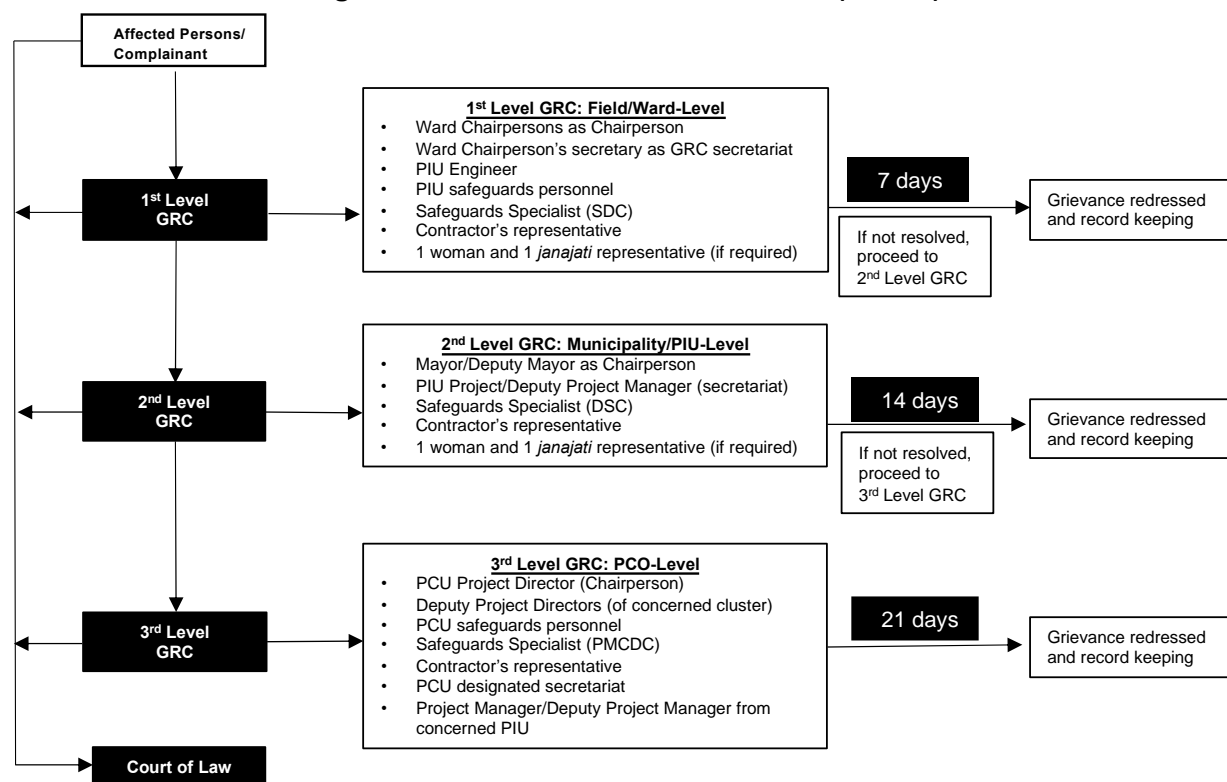 Affected Persons/
Complainant
1st Level GRC: Field/Ward-Level
• Ward Chairpersons as Chairperson
• Ward Chairperson's secretary as GRC secretariat
• PIU Engineer
• PIU safeguards personnel
• Safeguards Specialist (SDC)
• Contractor's representative
• 1 woman and 1 janajati representative (if required)
1st Level
GRC
7 days
If not resolved,
proceed to
2nd Level GRC
Grievance redressed
and record keeping
2nd Level GRC: Municipality/PIU-Level
• Mayor/Deputy Mayor as Chairperson
• PIU Project/Deputy Project Manager (secretariat)
• Safeguards Specialist (DSC)
• Contractor's representative
• 1 woman and 1 janajati representative (if required)
2nd Level
GRC
14 days
If not resolved,
proceed to
3rd Level GRC
Grievance redressed
and record keeping
3rd Level GRC: PCO-Level
• PCU Project Director (Chairperson)
• Deputy Project Directors (of concerned cluster)
• PCU safeguards personnel
• Safeguards Specialist (PMCDC)
• Contractor's representative
• PCU designated secretariat
• Project Manager/Deputy Project Manager from
concerned PIU
3rd Level
GRC
21 days
Grievance redressed
and record keeping
Court of Law